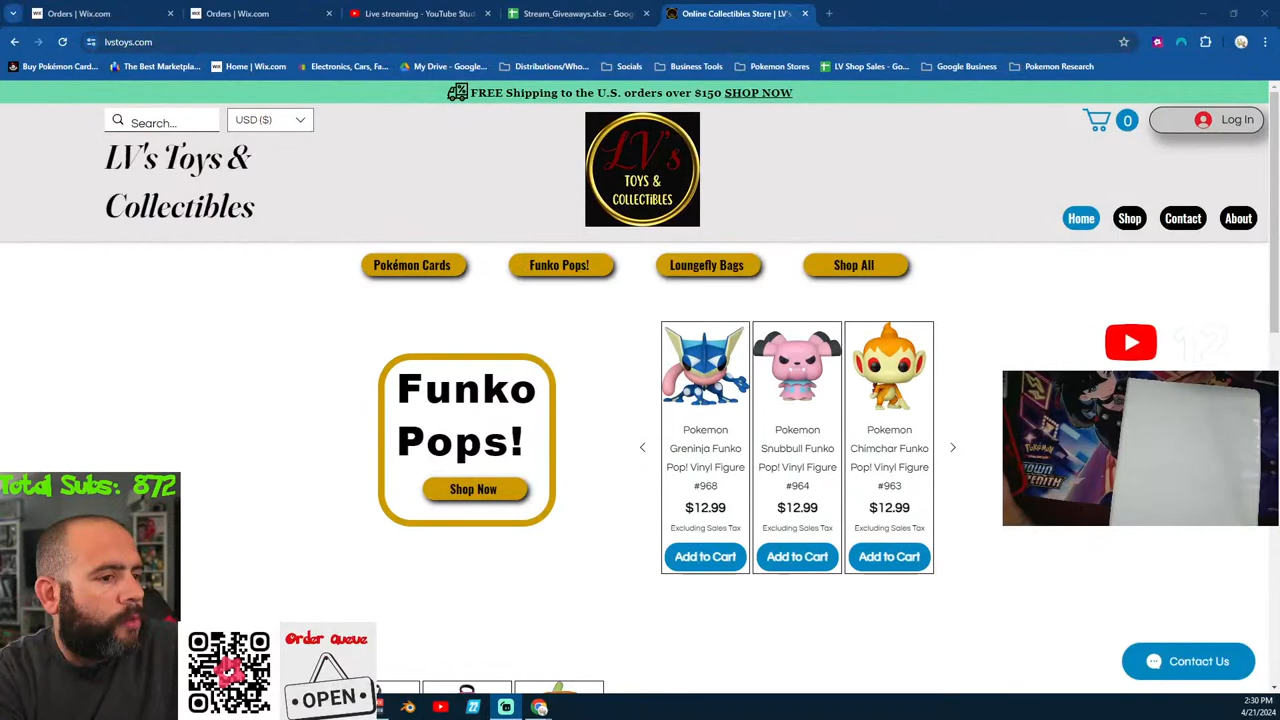 Orders | Wix.com
Orders | Wix.com
Live streaming - YouTube Stud
Stream_Giveaways.xlsx - Goog
Online Collectibles Store | LV's
lvstoys.com
Buy Pokémon Card...
The Best Marketpla...
Home | Wix.com
Electronics, Cars, Fa...
My Drive - Google...
Distributions/Who...
Socials
Business Tools
Pokemon Stores
LV Shop Sales - Go...
Google Business
Pokemon Research
FREE Shipping to the U.S. orders over $150 SHOP NOW
Search...
USD ($)
0
Log In
LV's Toys &
Collectibles
LV's
TOYS &
COLLECTIBLES
Home
Shop
Contact
About
Pokémon Cards
Funko Pops!
Loungefly Bags
Shop All
Funko
Pops!
Shop Now
Pokemon
Greninja Funko
Pop! Vinyl Figure
#968
$12.99
Excluding Sales Tax
Add to Cart
Pokemon
Snubbull Funko
Pop! Vinyl Figure
#964
$12.99
Excluding Sales Tax
Add to Cart
Pokemon
Chimchar Funko
Pop! Vinyl Figure
#963
$12.99
Excluding Sales Tax
Add to Cart
12
POKÉMON
ZENITH
Total Subs: 872
Order Queue
OPEN
Contact Us
2:30 PM
4/21/2024